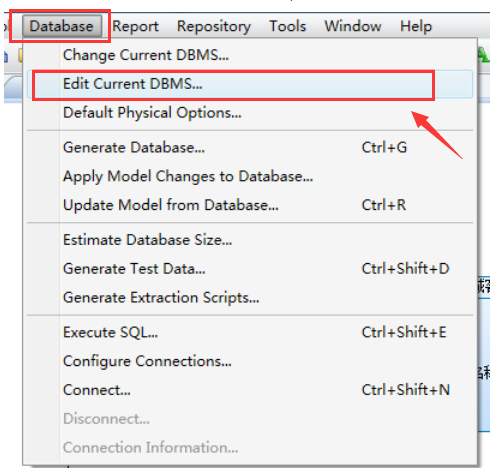 Database Report Repository Tools Window Help
Change Current DBMS...
Edit Current DBMS...
Default Physical Options...
Generate Database... Ctrl+G
Apply Model Changes to Database...
Update Model from Database... Ctrl+R
Estimate Database Size...
Generate Test Data... Ctrl+Shift+D
Generate Extraction Scripts...
Execute SQL... Ctrl+Shift+E
Configure Connections...
Connect... Ctrl+Shift+N
Disconnect...
Connection Information...